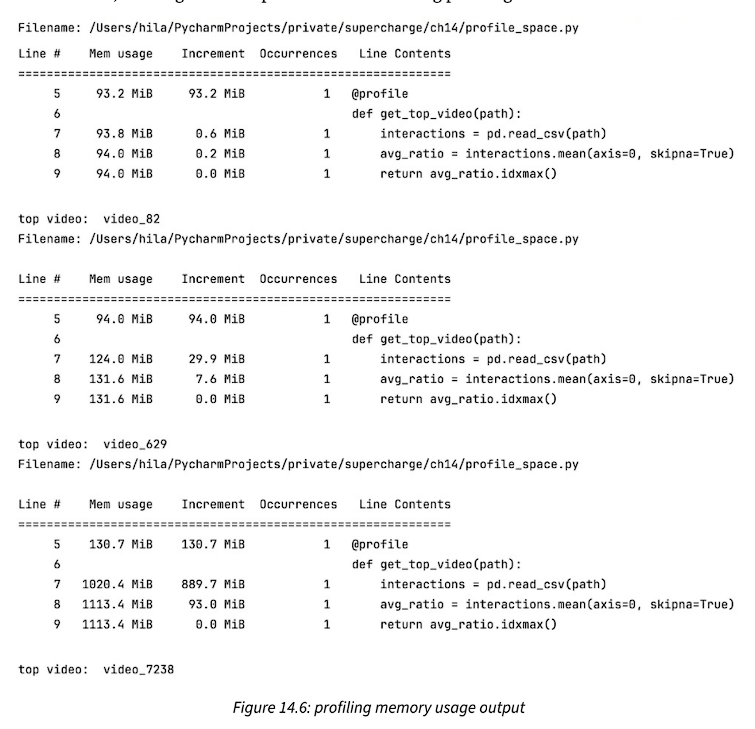 Filename: /Users/hila/PycharmProjects/private/supercharge/ch14/profile_space.py
Line #    Mem usage    Increment  Occurrences   Line Contents
=============================================================
     5     93.2 MiB     93.2 MiB           1   @profile
     6                                         def get_top_video(path):
     7     93.8 MiB      0.6 MiB           1       interactions = pd.read_csv(path)
     8     94.0 MiB      0.2 MiB           1       avg_ratio = interactions.mean(axis=0, skipna=True)
     9     94.0 MiB      0.0 MiB           1       return avg_ratio.idxmax()
top video:  video_82
Filename: /Users/hila/PycharmProjects/private/supercharge/ch14/profile_space.py
Line #    Mem usage    Increment  Occurrences   Line Contents
=============================================================
     5     94.0 MiB     94.0 MiB           1   @profile
     6                                         def get_top_video(path):
     7    124.0 MiB     29.9 MiB           1       interactions = pd.read_csv(path)
     8    131.6 MiB      7.6 MiB           1       avg_ratio = interactions.mean(axis=0, skipna=True)
     9    131.6 MiB      0.0 MiB           1       return avg_ratio.idxmax()
top video:  video_629
Filename: /Users/hila/PycharmProjects/private/supercharge/ch14/profile_space.py
Line #    Mem usage    Increment  Occurrences   Line Contents
=============================================================
     5    130.7 MiB    130.7 MiB           1   @profile
     6                                         def get_top_video(path):
     7   1020.4 MiB    889.7 MiB           1       interactions = pd.read_csv(path)
     8   1113.4 MiB     93.0 MiB           1       avg_ratio = interactions.mean(axis=0, skipna=True)
     9   1113.4 MiB      0.0 MiB           1       return avg_ratio.idxmax()
top video:  video_7238
Figure 14.6: profiling memory usage output